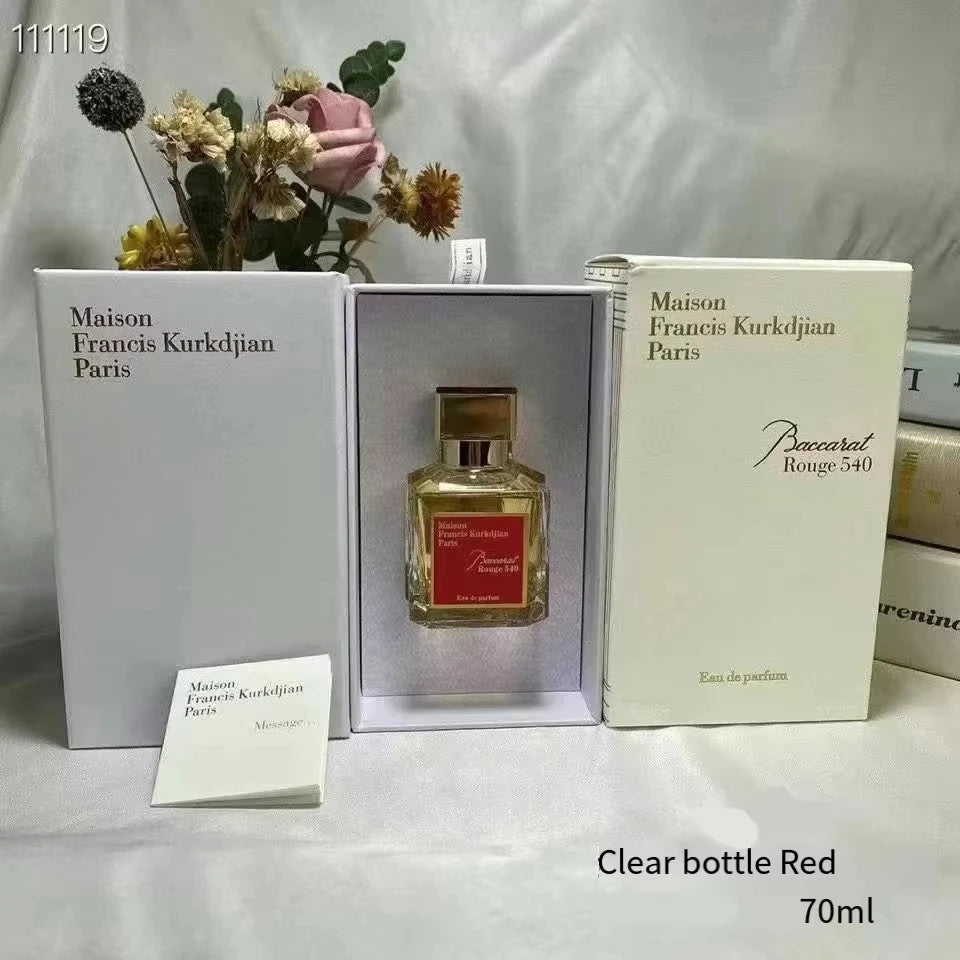 111119
Maison
Francis Kurkdjian
Paris
Maison
Francis Kurkdjian
Paris
Baccarat
Rouge 540
Eau de parfum
Maison
Francis Kurkdjian
Paris
Baccarat
Rouge 540
Eau de parfum
Maison
Francis Kurkdjian
Paris
Message...
Clear bottle Red
70ml